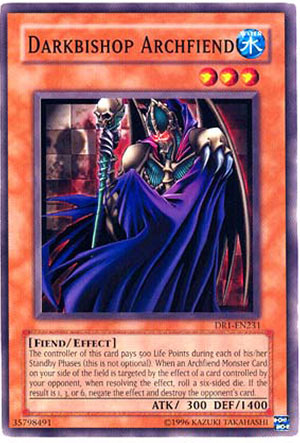 DARKBISHOP ARCHFIEND
WATER
水
DR1-EN231
[FIEND/EFFECT]
The controller of this card pays 500 Life Points during each of his/her
Standby Phases (this is not optional). When an Archfiend Monster Card
on your side of the field is targeted by the effect of a card controlled by
your opponent, when resolving the effect, roll a six-sided die. If the
result is 1, 3, or 6, negate the effect and destroy the opponent's card.
ATK/ 300 DEF/1400
35798491
©1996 KAZUKI TAKAHASHI